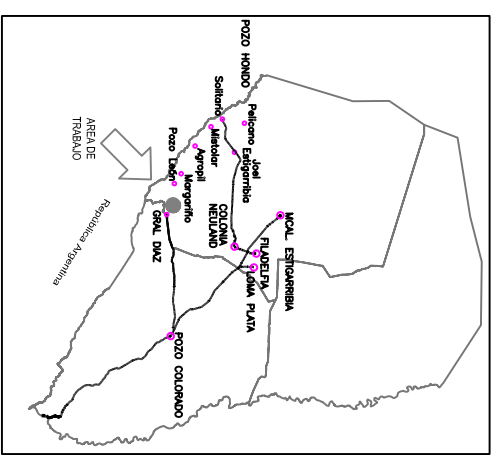 POZO HONDO
Solitario
Pelicano
Mistolar
Joel
Estigarribia
Agropil
Pozo León
Margariño
COLONIA
NEULAND
GRAL DIAZ
MCAL. ESTIGARRIBIA
FILADELFIA
LOMA PLATA
POZO COLORADO
AREA DE
TRABAJO
República Argentina